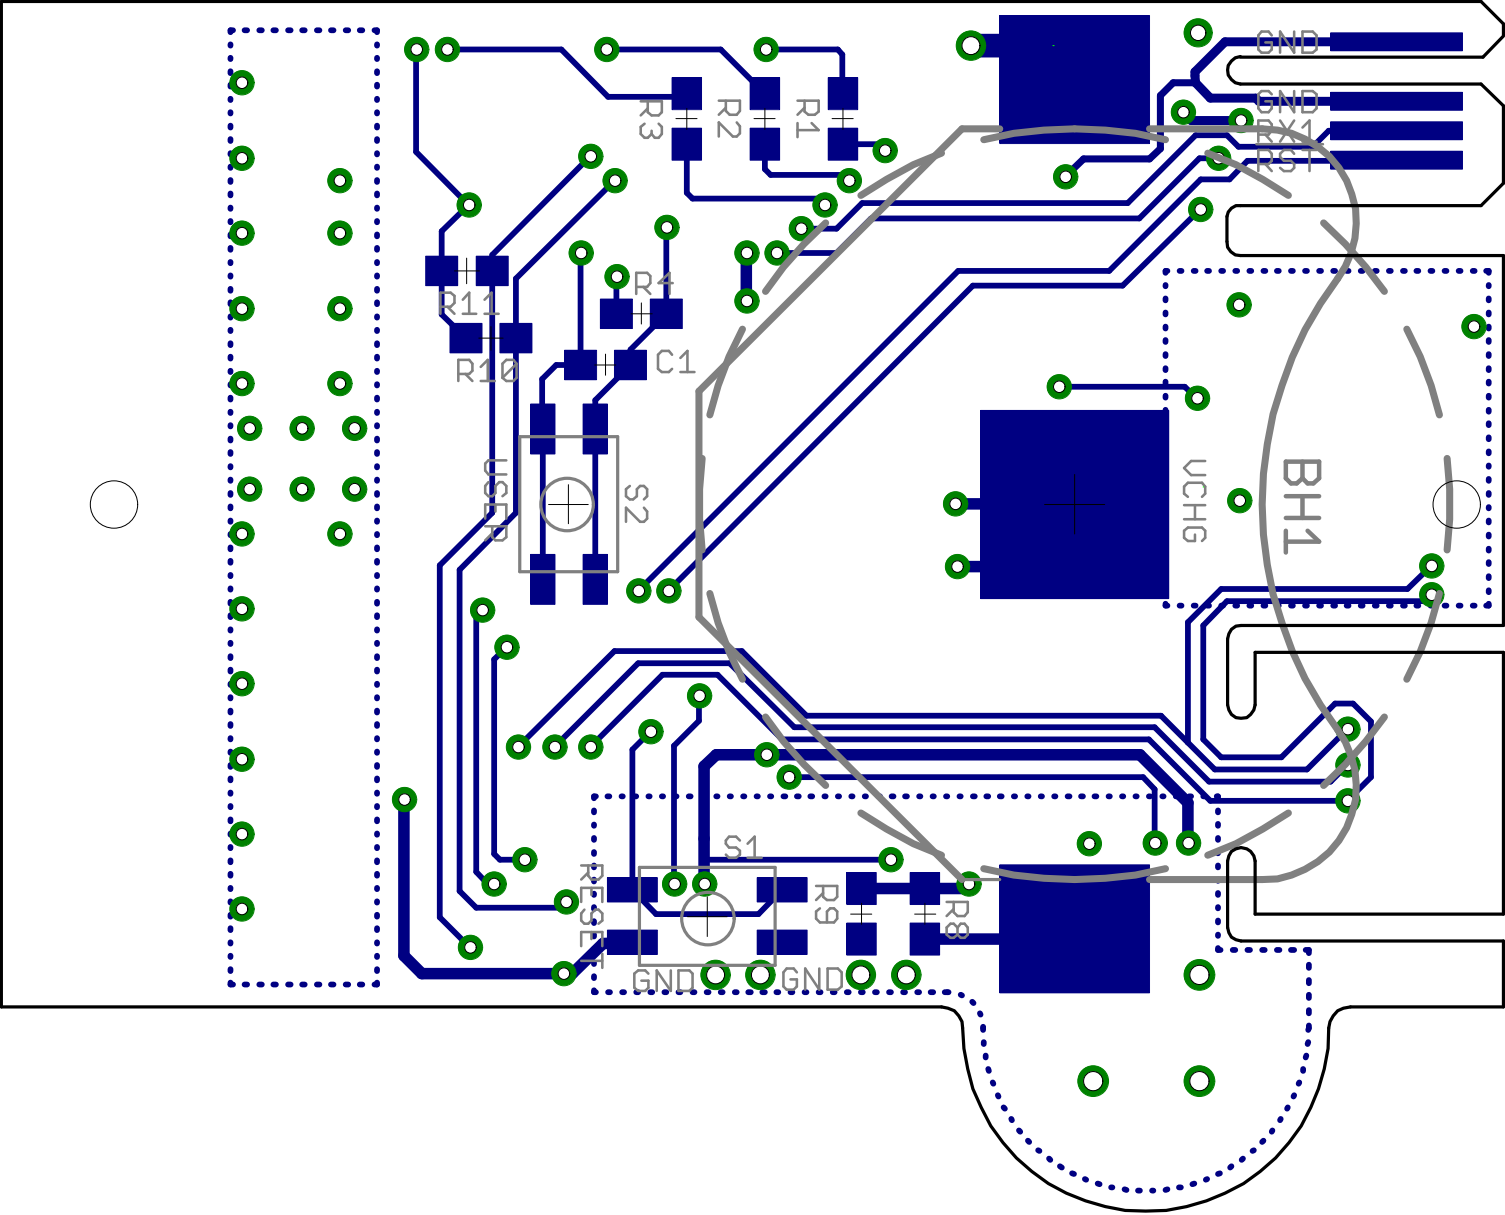 GND
GND
RX1
RST
R3
R2
R1
R11
R4
R10
C1
USER
S2
VCHG
BH1
S1
RESET
R9
R8
GND
GND